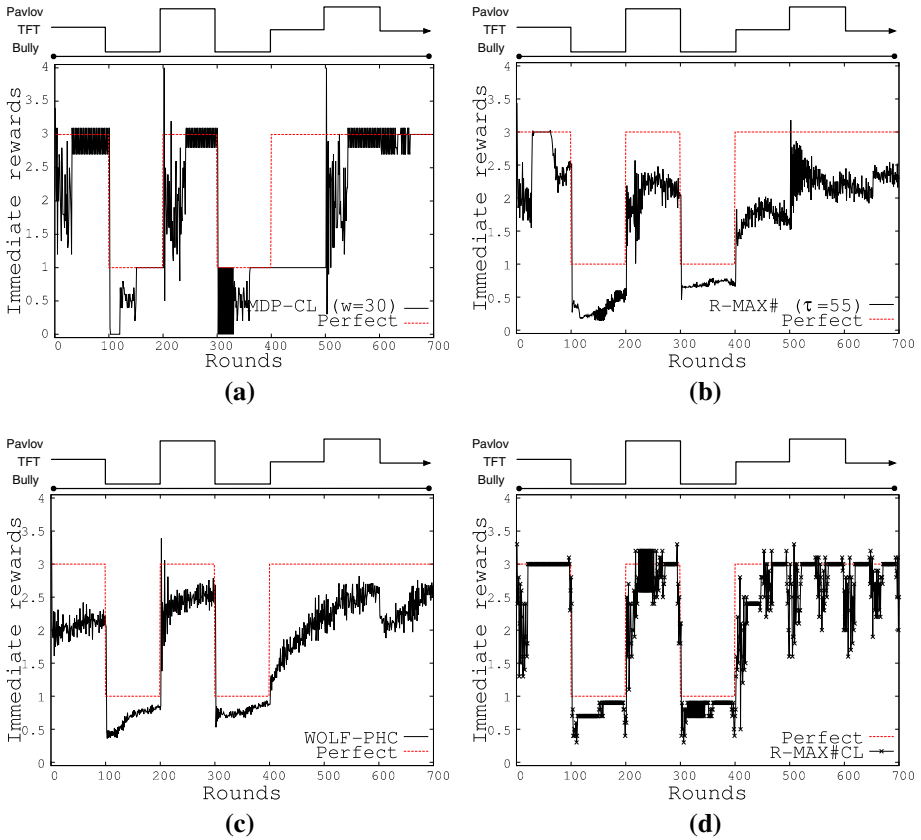 Pavlov
TFT
Bully
4
3.5
3
2.5
2
1.5
1
0.5
0
Immediate rewards
MDP-CL (w=30)
Perfect
0 100 200 300 400 500 600 700
Rounds
(a)
Pavlov
TFT
Bully
4
3.5
3
2.5
2
1.5
1
0.5
0
Immediate rewards
R-MAX# (τ=55)
Perfect
0 100 200 300 400 500 600 700
Rounds
(b)
Pavlov
TFT
Bully
4
3.5
3
2.5
2
1.5
1
0.5
0
Immediate rewards
WOLF-PHC
Perfect
0 100 200 300 400 500 600 700
Rounds
(c)
Pavlov
TFT
Bully
4
3.5
3
2.5
2
1.5
1
0.5
0
Immediate rewards
Perfect
R-MAX#CL
0 100 200 300 400 500 600 700
Rounds
(d)